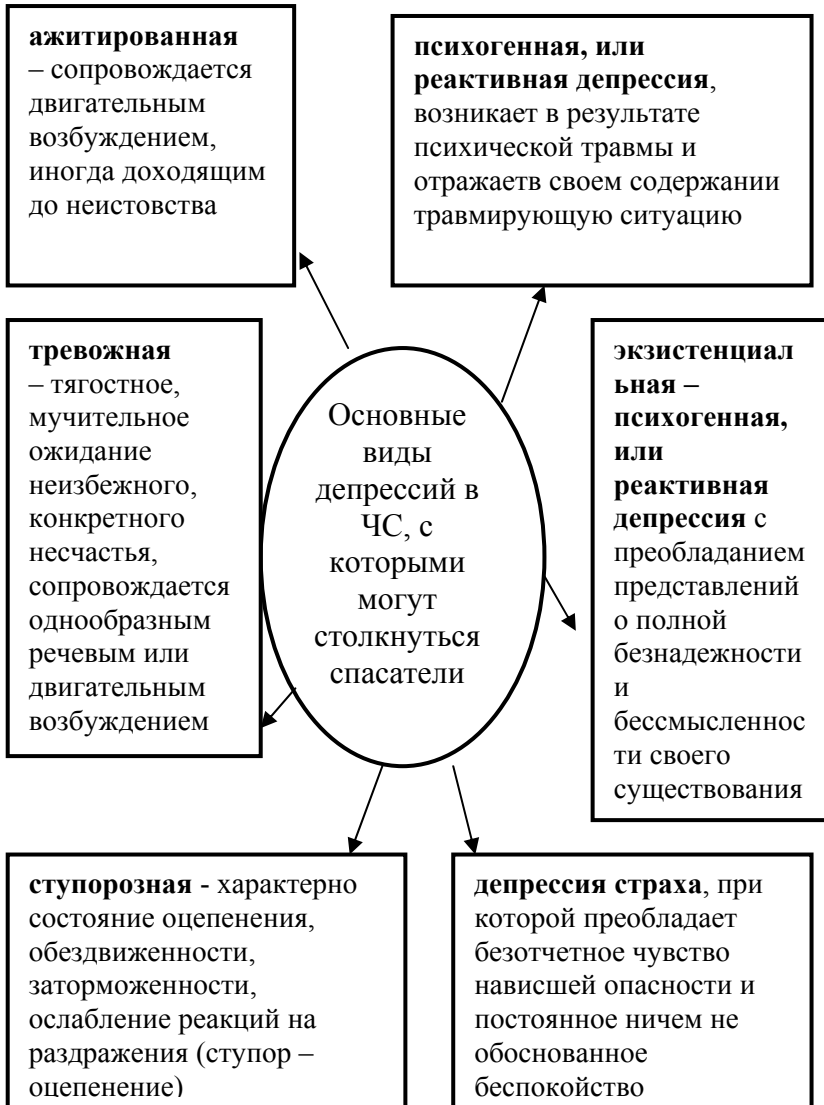 ажитированная
– сопровождается
двигательным
возбуждением,
иногда доходящим
до неистовства
психогенная, или
реактивная депрессия,
возникает в результате
психической травмы и
отражаетв своем содержании
травмирующую ситуацию
тревожная
– тягостное,
мучительное
ожидание
неизбежного,
конкретного
несчастья,
сопровождается
однообразным
речевым или
двигательным
возбуждением
Основные
виды
депрессий в
ЧС, с
которыми
могут
столкнуться
спасатели
экзистенциал
ьная –
психогенная,
или
реактивная
депрессия с
преобладанием
представлений
о полной
безнадежности
и
бессмысленнос
ти своего
существования
ступорозная - характерно
состояние оцепенения,
обездвиженности,
заторможенности,
ослабление реакций на
раздражения (ступор –
оцепенение)
депрессия страха, при
которой преобладает
безотчетное чувство
нависшей опасности и
постоянное ничем не
обоснованное
беспокойство